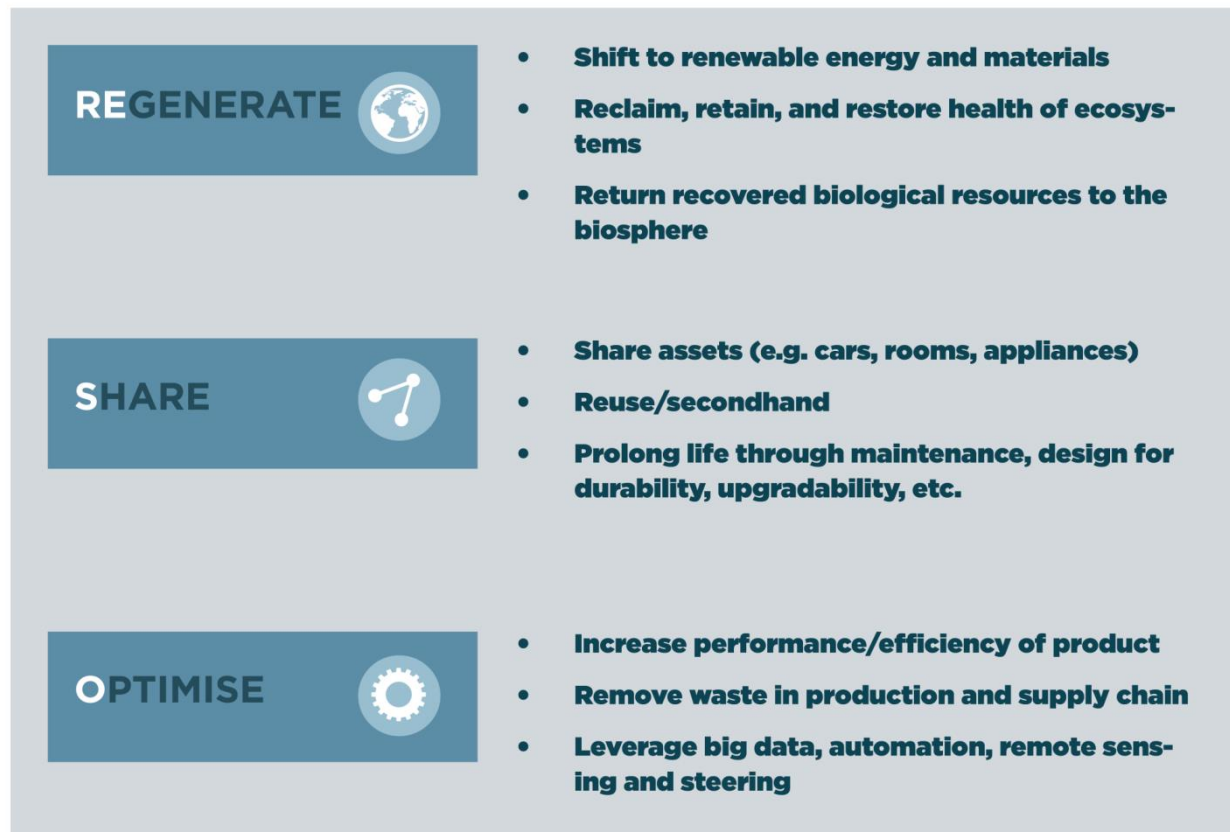 REGENERATE
• Shift to renewable energy and materials
• Reclaim, retain, and restore health of ecosys-
tems
• Return recovered biological resources to the
biosphere
SHARE
• Share assets (e.g. cars, rooms, appliances)
• Reuse/secondhand
• Prolong life through maintenance, design for
durability, upgradability, etc.
OPTIMISE
• Increase performance/efficiency of product
• Remove waste in production and supply chain
• Leverage big data, automation, remote sens-
ing and steering